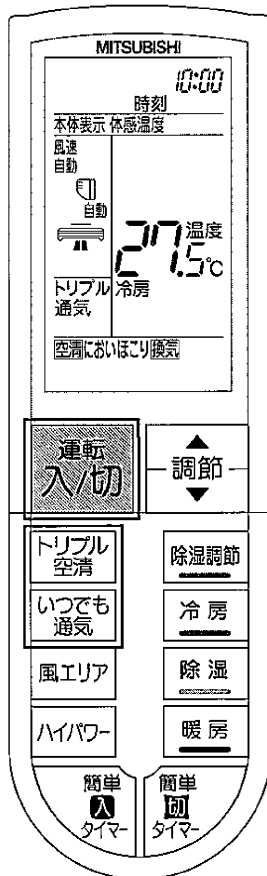 MITSUBISHI
10:00
時刻
本体表示 体感温度
風速
自動
自動
温度
27.5℃
トリプル 冷房
通気
空清においほこり換気
運転
入/切
▲
調節
▼
トリプル
空清
除湿調節
いつでも
通気
冷房
風エリア
除湿
ハイパワー
暖房
簡単
入
タイマー
簡単
切
タイマー